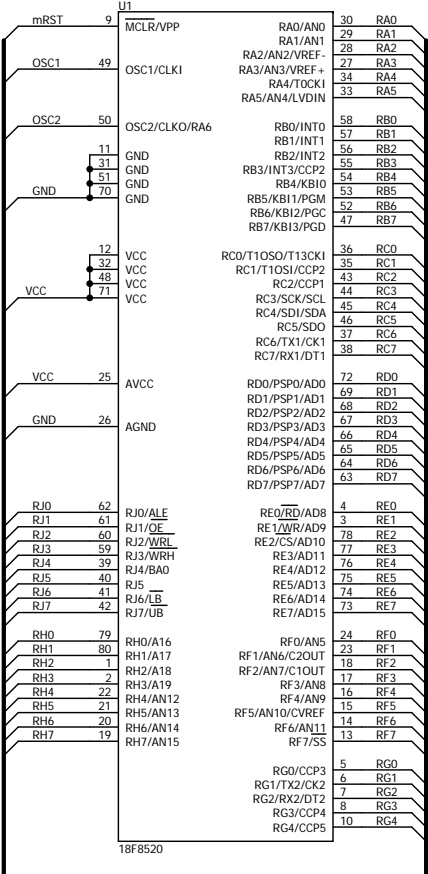 U1
mRST 9 MCLR/VPP RA0/AN0 30 RA0
RA1/AN1 29 RA1
RA2/AN2/VREF- 28 RA2
OSC1 49 OSC1/CLKI RA3/AN3/VREF+ 27 RA3
RA4/T0CKI 34 RA4
RA5/AN4/LVDIN 33 RA5
OSC2 50 OSC2/CLKO/RA6 RB0/INT0 58 RB0
RB1/INT1 57 RB1
11 GND RB2/INT2 56 RB2
31 GND RB3/INT3/CCP2 55 RB3
51 GND RB4/KBI0 54 RB4
GND 70 GND RB5/KBI1/PGM 53 RB5
RB6/KBI2/PGC 52 RB6
RB7/KBI3/PGD 47 RB7
12 VCC RC0/T1OSO/T13CKI 36 RC0
32 VCC RC1/T1OSI/CCP2 35 RC1
48 VCC RC2/CCP1 43 RC2
VCC 71 VCC RC3/SCK/SCL 44 RC3
RC4/SDI/SDA 45 RC4
RC5/SDO 46 RC5
RC6/TX1/CK1 37 RC6
RC7/RX1/DT1 38 RC7
VCC 25 AVCC RD0/PSP0/AD0 72 RD0
RD1/PSP1/AD1 69 RD1
RD2/PSP2/AD2 68 RD2
GND 26 AGND RD3/PSP3/AD3 67 RD3
RD4/PSP4/AD4 66 RD4
RD5/PSP5/AD5 65 RD5
RD6/PSP6/AD6 64 RD6
RD7/PSP7/AD7 63 RD7
RJ0 62 RJ0/ALE RE0/RD/AD8 4 RE0
RJ1 61 RJ1/OE RE1/WR/AD9 3 RE1
RJ2 60 RJ2/WRL RE2/CS/AD10 78 RE2
RJ3 59 RJ3/WRH RE3/AD11 77 RE3
RJ4 39 RJ4/BA0 RE4/AD12 76 RE4
RJ5 40 RJ5 RE5/AD13 75 RE5
RJ6 41 RJ6/LB RE6/AD14 74 RE6
RJ7 42 RJ7/UB RE7/AD15 73 RE7
RH0 79 RH0/A16 RF0/AN5 24 RF0
RH1 80 RH1/A17 RF1/AN6/C2OUT 23 RF1
RH2 1 RH2/A18 RF2/AN7/C1OUT 18 RF2
RH3 2 RH3/A19 RF3/AN8 17 RF3
RH4 22 RH4/AN12 RF4/AN9 16 RF4
RH5 21 RH5/AN13 RF5/AN10/CVREF 15 RF5
RH6 20 RH6/AN14 RF6/AN11 14 RF6
RH7 19 RH7/AN15 RF7/SS 13 RF7
RG0/CCP3 5 RG0
RG1/TX2/CK2 6 RG1
RG2/RX2/DT2 7 RG2
RG3/CCP4 8 RG3
RG4/CCP5 10 RG4
18F8520